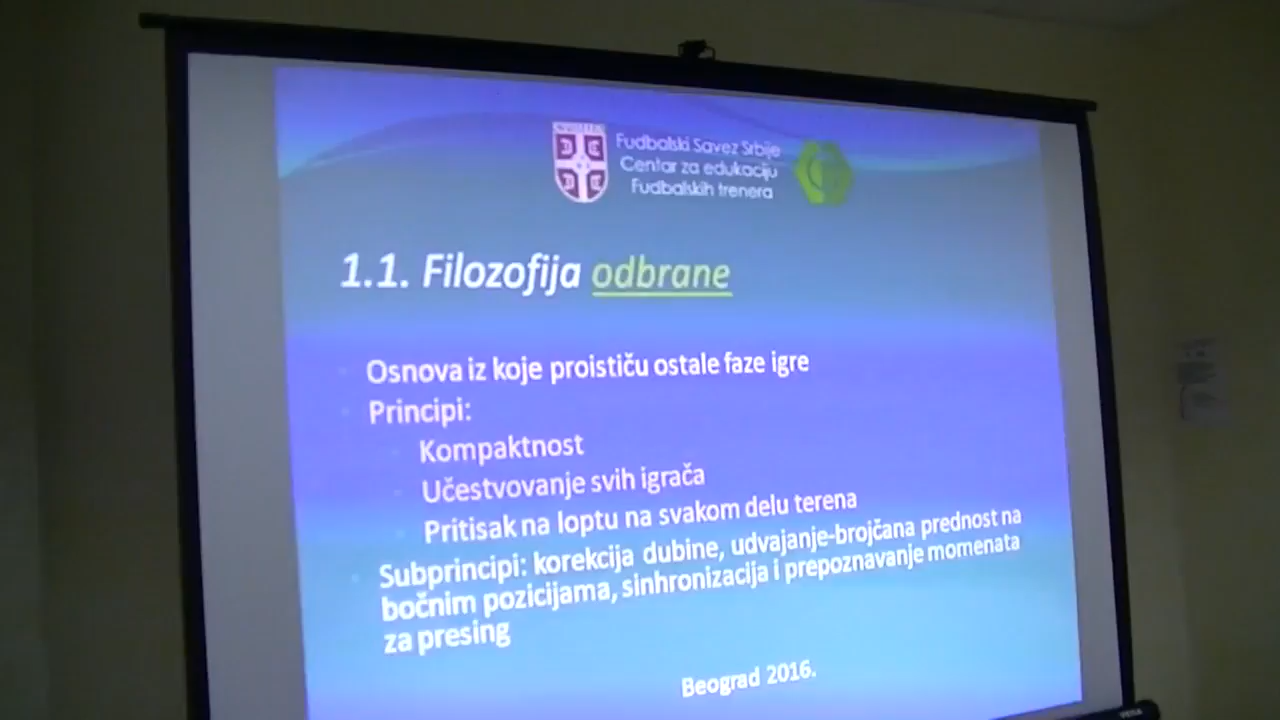 Fudbalski Savez Srbije
Centar za edukaciju
Fudbalskih trenera
1.1. Filozofija odbrane
Osnova iz koje proističu ostale faze igre
Principi:
Kompaktnost
Učestvovanje svih igrača
Pritisak na loptu na svakom delu terena
Subprincipi: korekcija dubine, udvajanje-brojčana prednost na
bočnim pozicijama, sinhronizacija i prepoznavanje momenata
za presing
Beograd 2016.